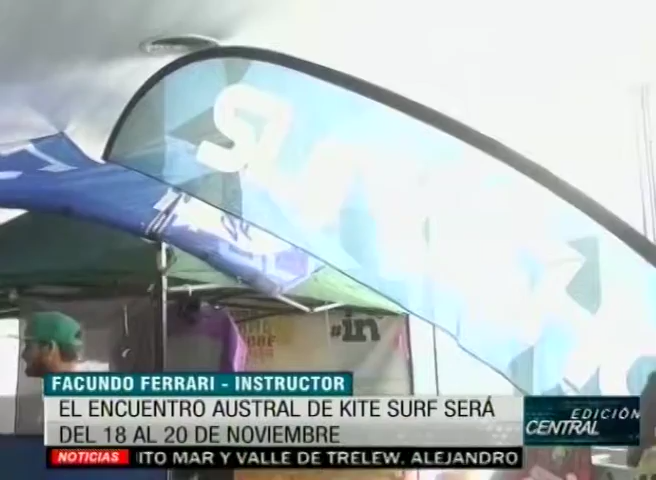 #in
FACUNDO FERRARI - INSTRUCTOR
EL ENCUENTRO AUSTRAL DE KITE SURF SERÁ
DEL 18 AL 20 DE NOVIEMBRE
EDICIÓN
CENTRAL
NOTICIAS ITO MAR Y VALLE DE TRELEW. ALEJANDRO